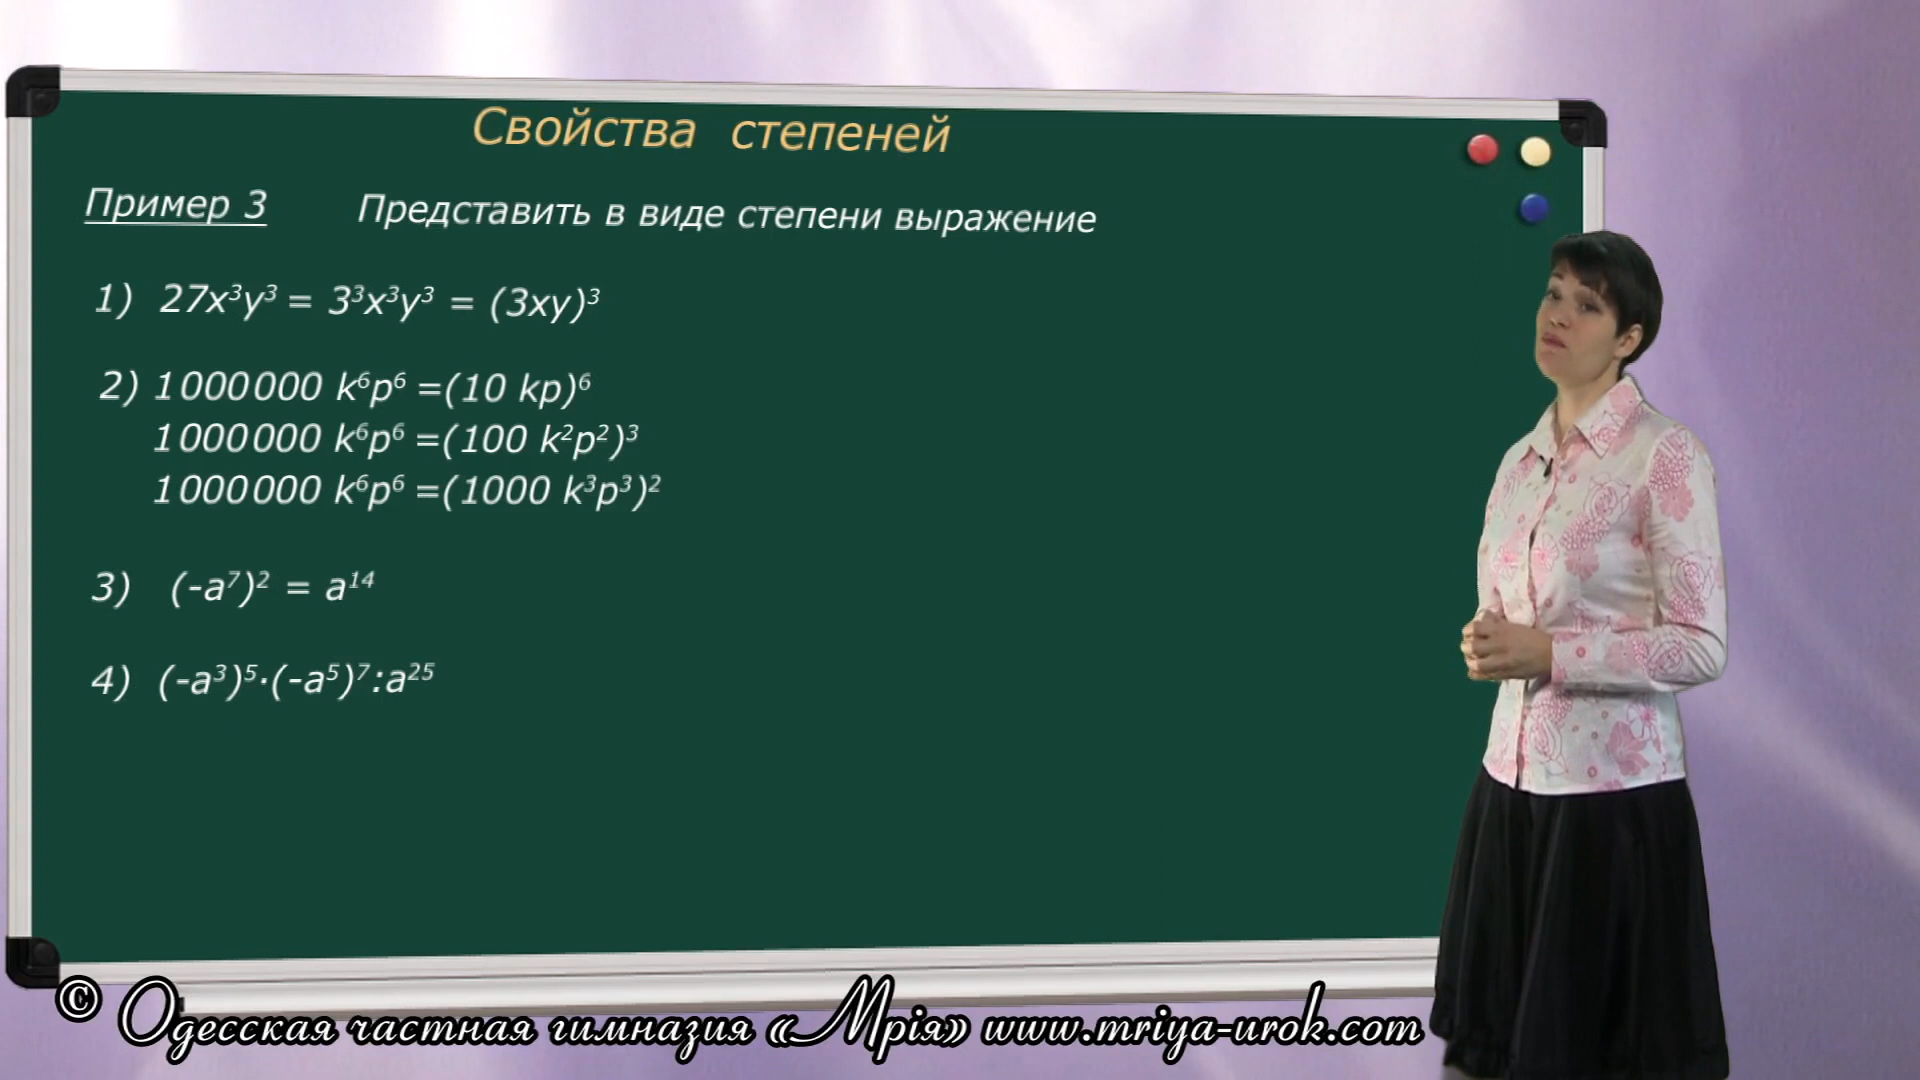 Свойства степеней
Пример 3 Представить в виде степени выражение
1) 27x³y³ = 3³x³y³ = (3xy)³
2) 1000000 k⁶p⁶ =(10 kp)⁶
1000000 k⁶p⁶ =(100 k²p²)³
1000000 k⁶p⁶ =(1000 k³p³)²
3) (-a⁷)² = a¹⁴
4) (-a³)⁵·(-a⁵)⁷:a²⁵
© Одесская частная гимназия «Мрія» www.mriya-urok.com